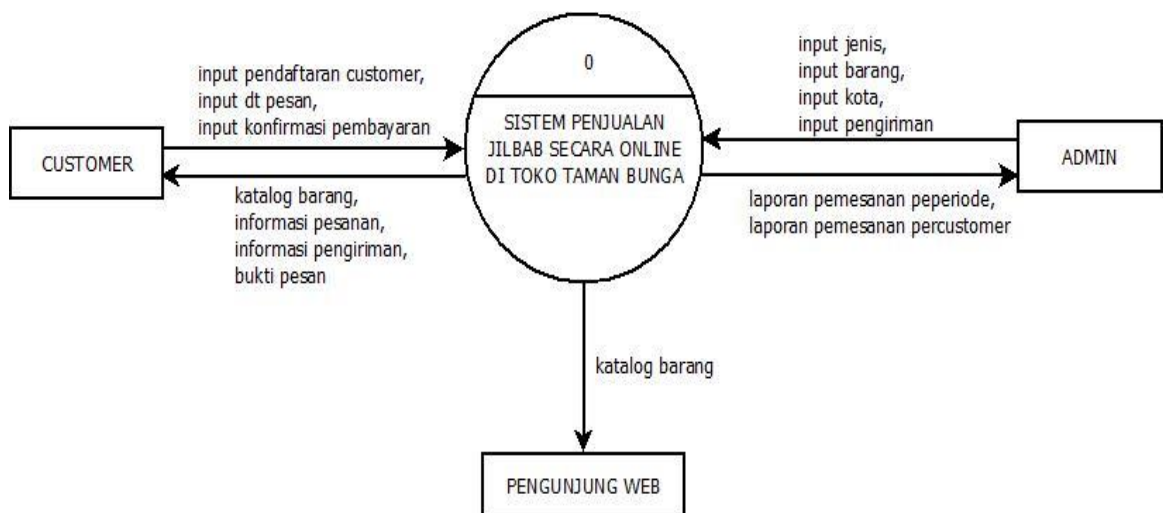 input pendaftaran customer,
input dt pesan,
input konfirmasi pembayaran
CUSTOMER
katalog barang,
informasi pesanan,
informasi pengiriman,
bukti pesan
0
SISTEM PENJUALAN
JILBAB SECARA ONLINE
DI TOKO TAMAN BUNGA
input jenis,
input barang,
input kota,
input pengiriman
ADMIN
laporan pemesanan peperiode,
laporan pemesanan percustomer
katalog barang
PENGUNJUNG WEB